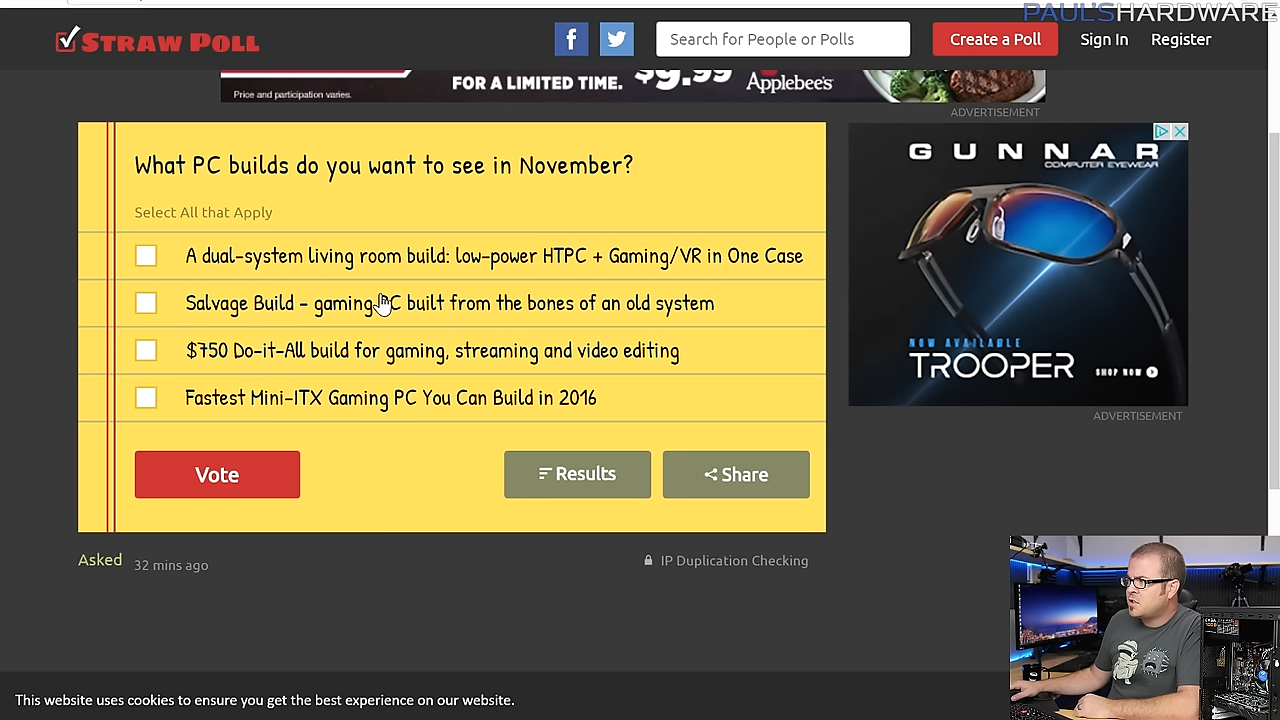 PAUL'SHARDWARE
STRAW POLL
Search for People or Polls
Create a Poll
Sign In
Register
Price and participation varies.
FOR A LIMITED TIME.
$9.99
Applebee's
ADVERTISEMENT
What PC builds do you want to see in November?
Select All that Apply
A dual-system living room build: low-power HTPC + Gaming/VR in One Case
Salvage Build - gaming PC built from the bones of an old system
$750 Do-it-All build for gaming, streaming and video editing
Fastest Mini-ITX Gaming PC You Can Build in 2016
Vote
Results
Share
GUNNAR
COMPUTER EYEWEAR
NOW AVAILABLE
TROOPER
SHOP NOW
ADVERTISEMENT
Asked 32 mins ago
IP Duplication Checking
This website uses cookies to ensure you get the best experience on our website.